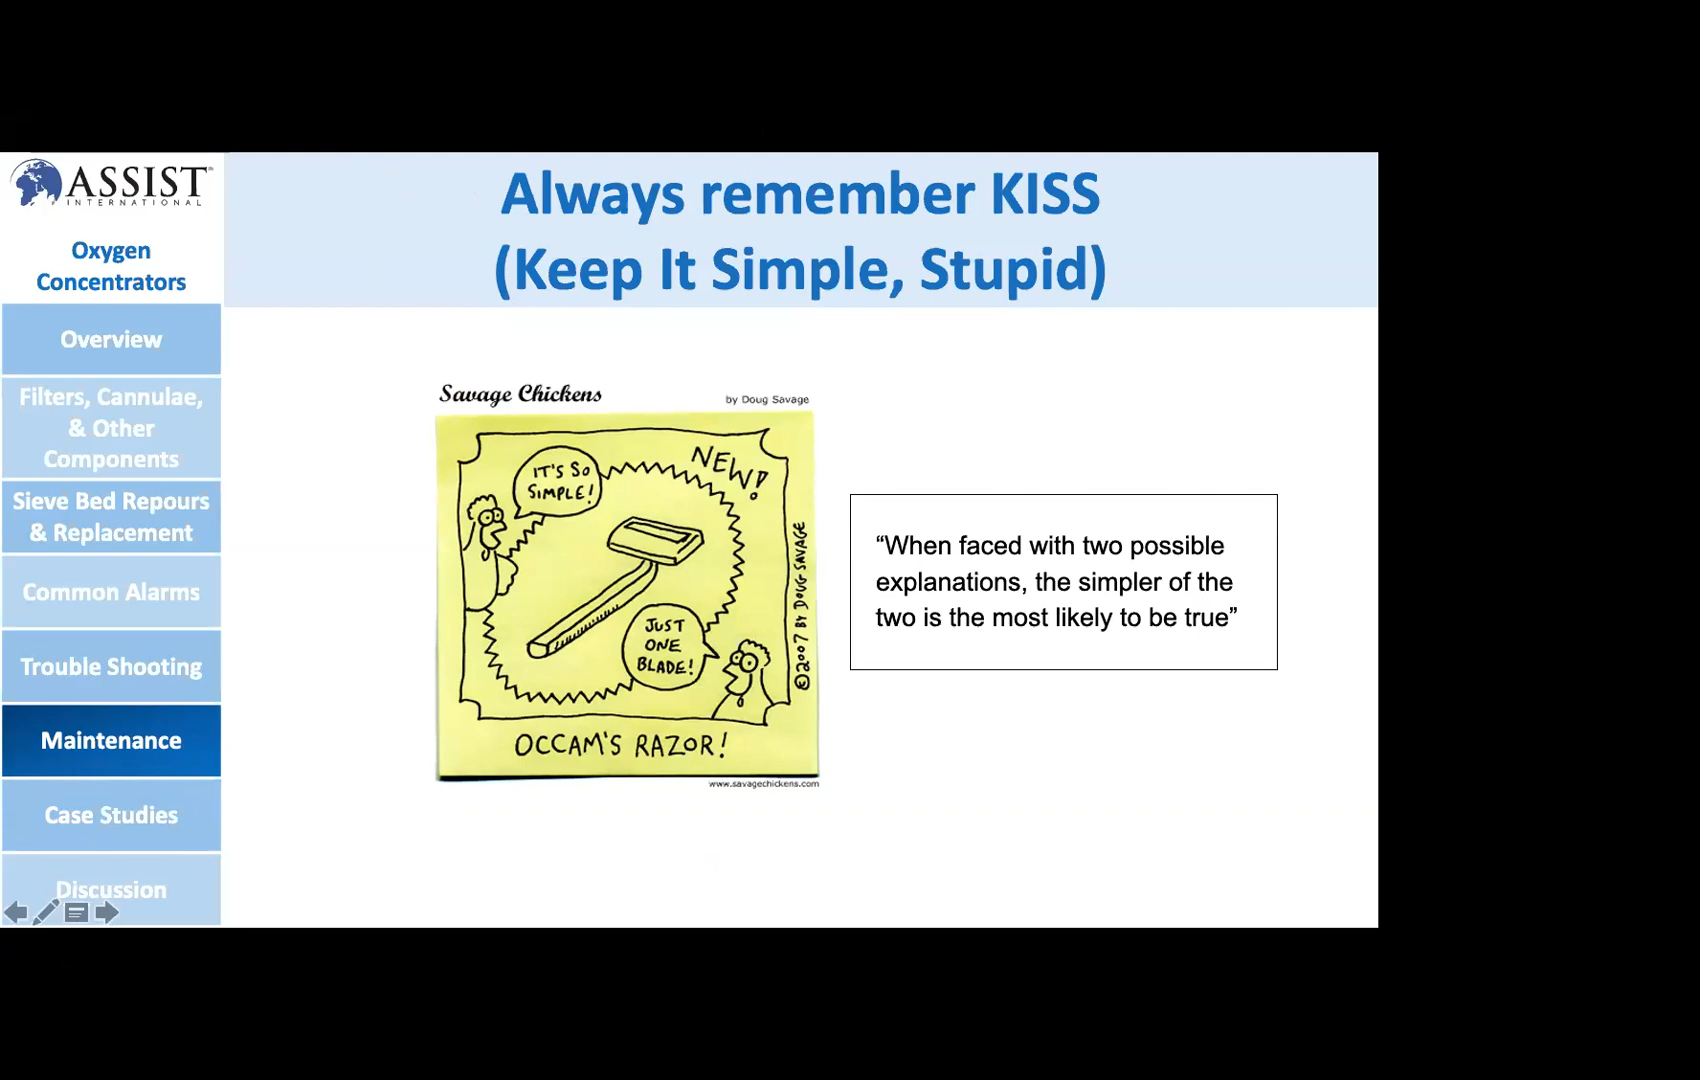 ASSIST
INTERNATIONAL
Oxygen
Concentrators
Overview
Filters, Cannulae,
& Other
Components
Sieve Bed Repours
& Replacement
Common Alarms
Trouble Shooting
Maintenance
Case Studies
Discussion
Always remember KISS
(Keep It Simple, Stupid)
Savage Chickens
by Doug Savage
NEW!
IT'S SO
SIMPLE!
JUST
ONE
BLADE!
©2007 BY DOUG SAVAGE
OCCAM'S RAZOR!
www.savagechickens.com
“When faced with two possible
explanations, the simpler of the
two is the most likely to be true”